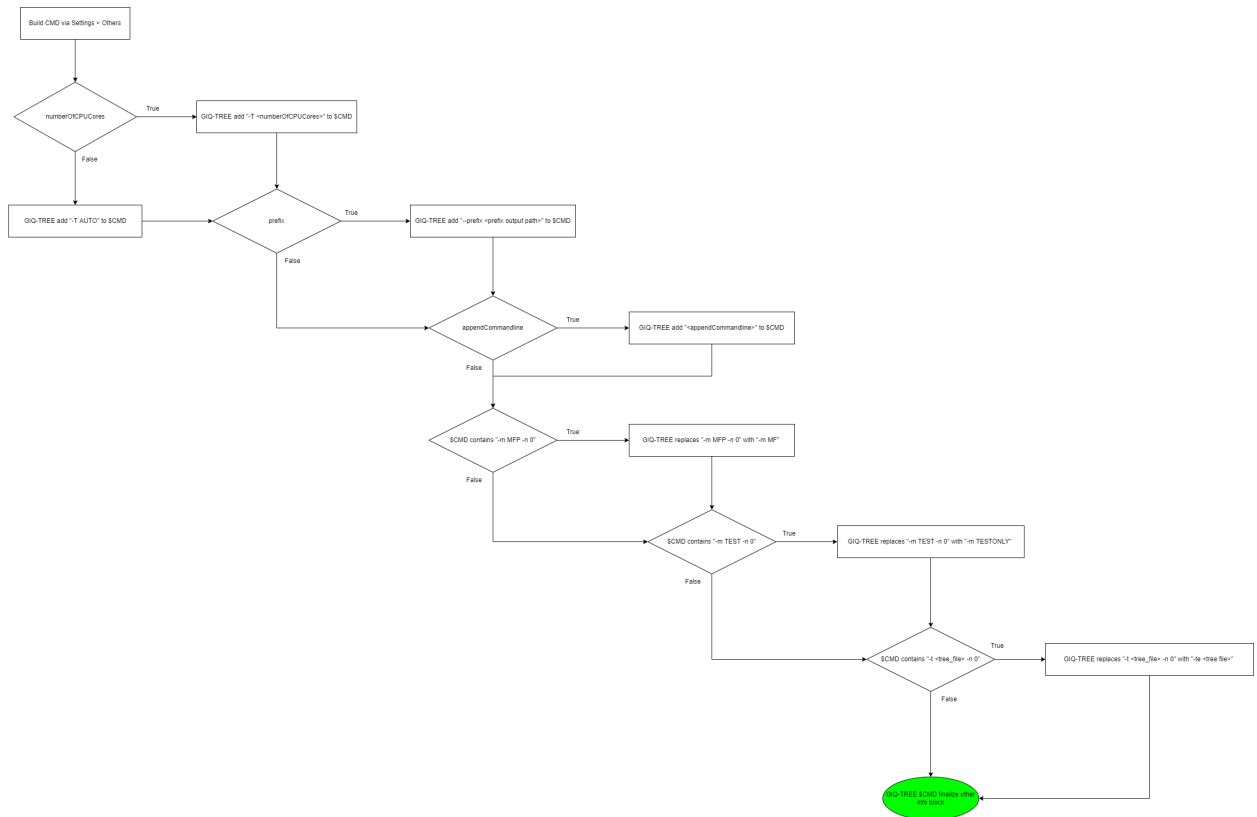 Build CMD via Settings > Others
numberOfCPUCores
True
GIQ-TREE add "-T <numberOfCPUCores>" to $CMD
False
GIQ-TREE add "-T AUTO" to $CMD
prefix
True
GIQ-TREE add "--prefix <prefix output path>" to $CMD
False
appendCommandline
True
GIQ-TREE add "<appendCommandline>" to $CMD
False
$CMD contains "-m MFP -n 0"
True
GIQ-TREE replaces "-m MFP -n 0" with "-m MF"
False
$CMD contains "-m TEST -n 0"
True
GIQ-TREE replaces "-m TEST -n 0" with "-m TESTONLY"
False
$CMD contains "-t <tree_file> -n 0"
True
GIQ-TREE replaces "-t <tree_file> -n 0" with "-te <tree file>"
False
GIQ-TREE $CMD finalize other
info block